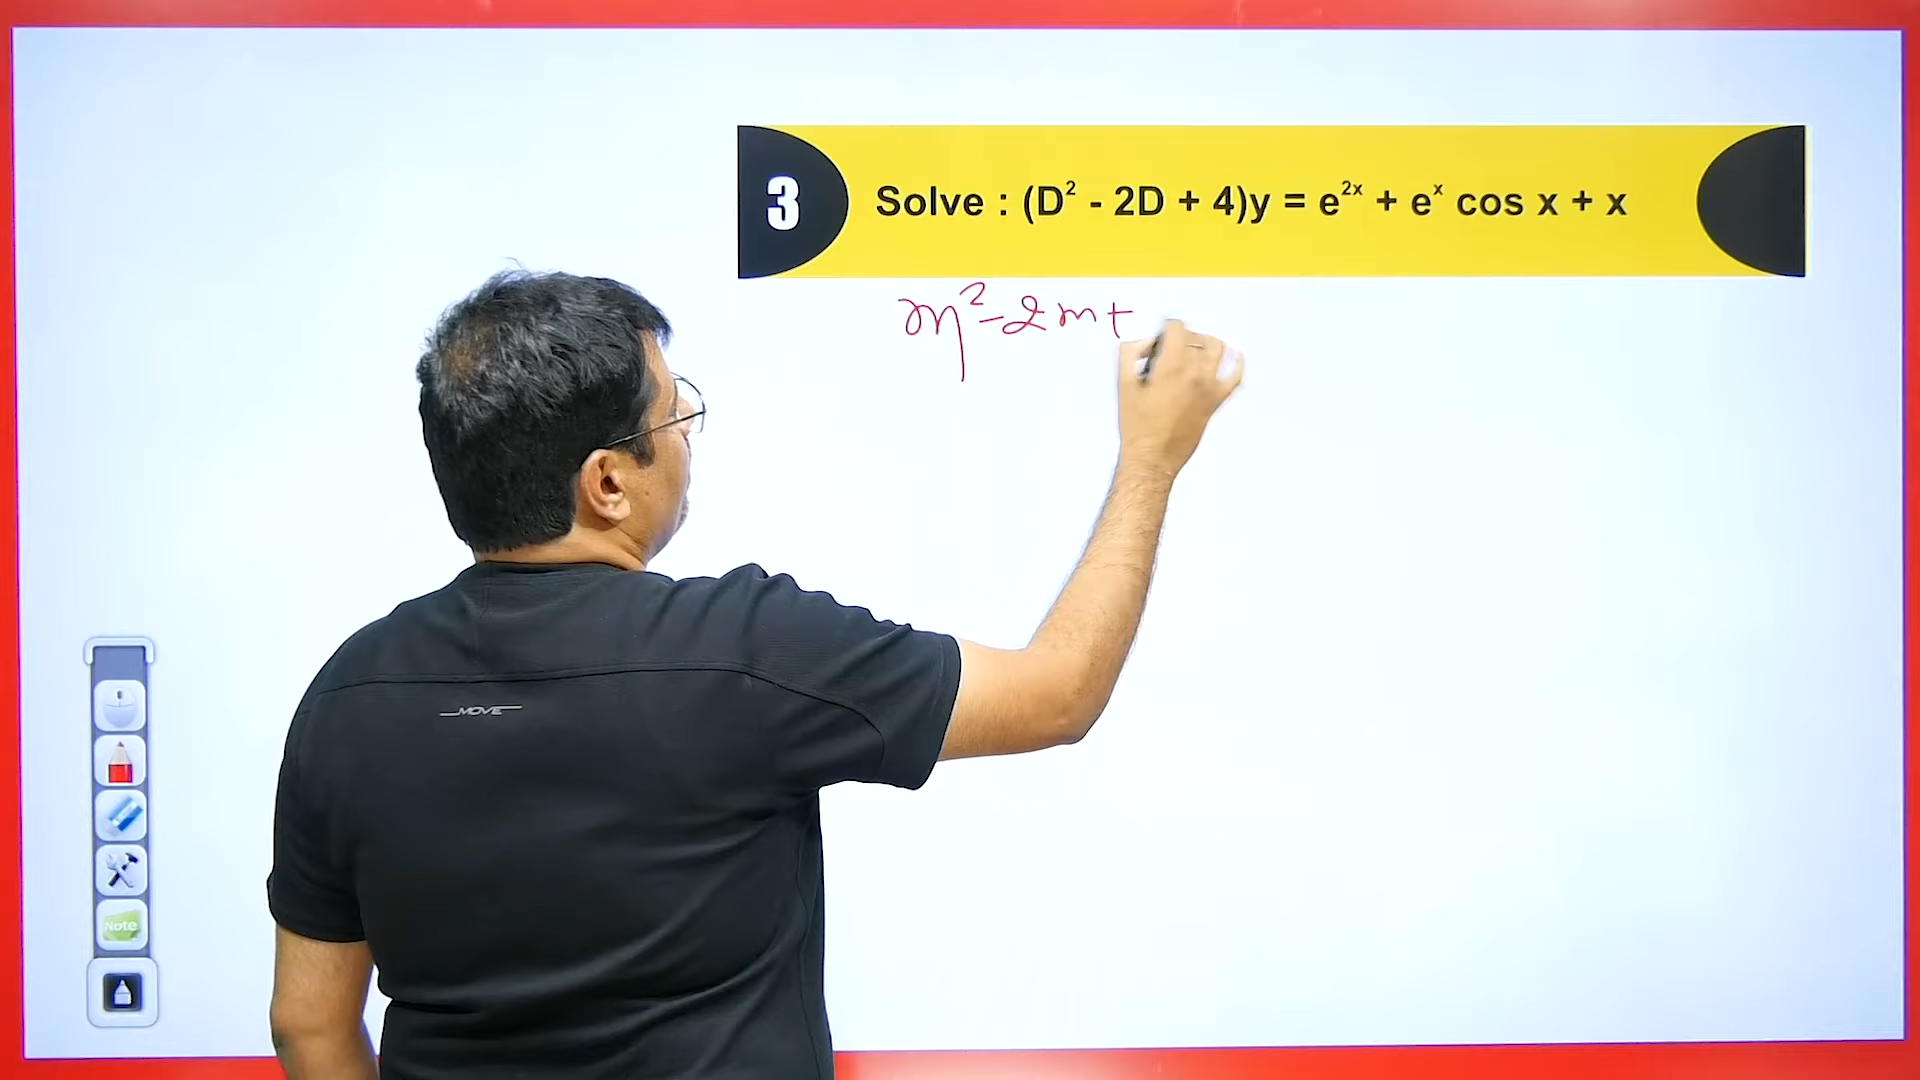 3 Solve : (D² - 2D + 4)y = e²ˣ + eˣ cos x + x
m² - 2m +
MOVE
Note